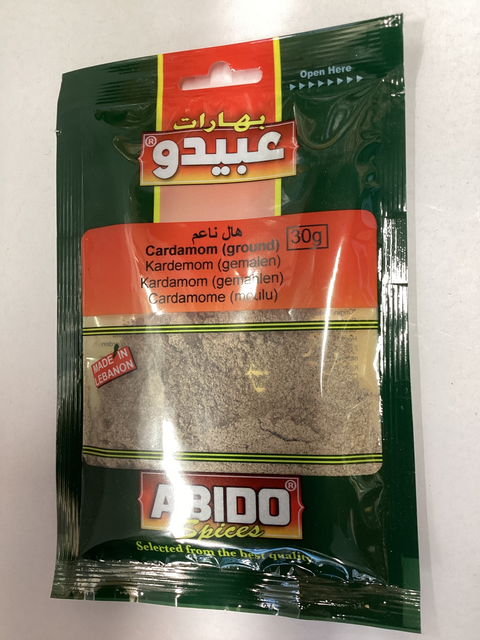 Open Here
بهارات
عبيدو
هال ناعم
Cardamom (ground)
30g
Kardemom (gemalen)
Kardamom (gemahlen)
Cardamome (moulu)
MADE IN
LEBANON
ABIDO
Spices
Selected from the best quality